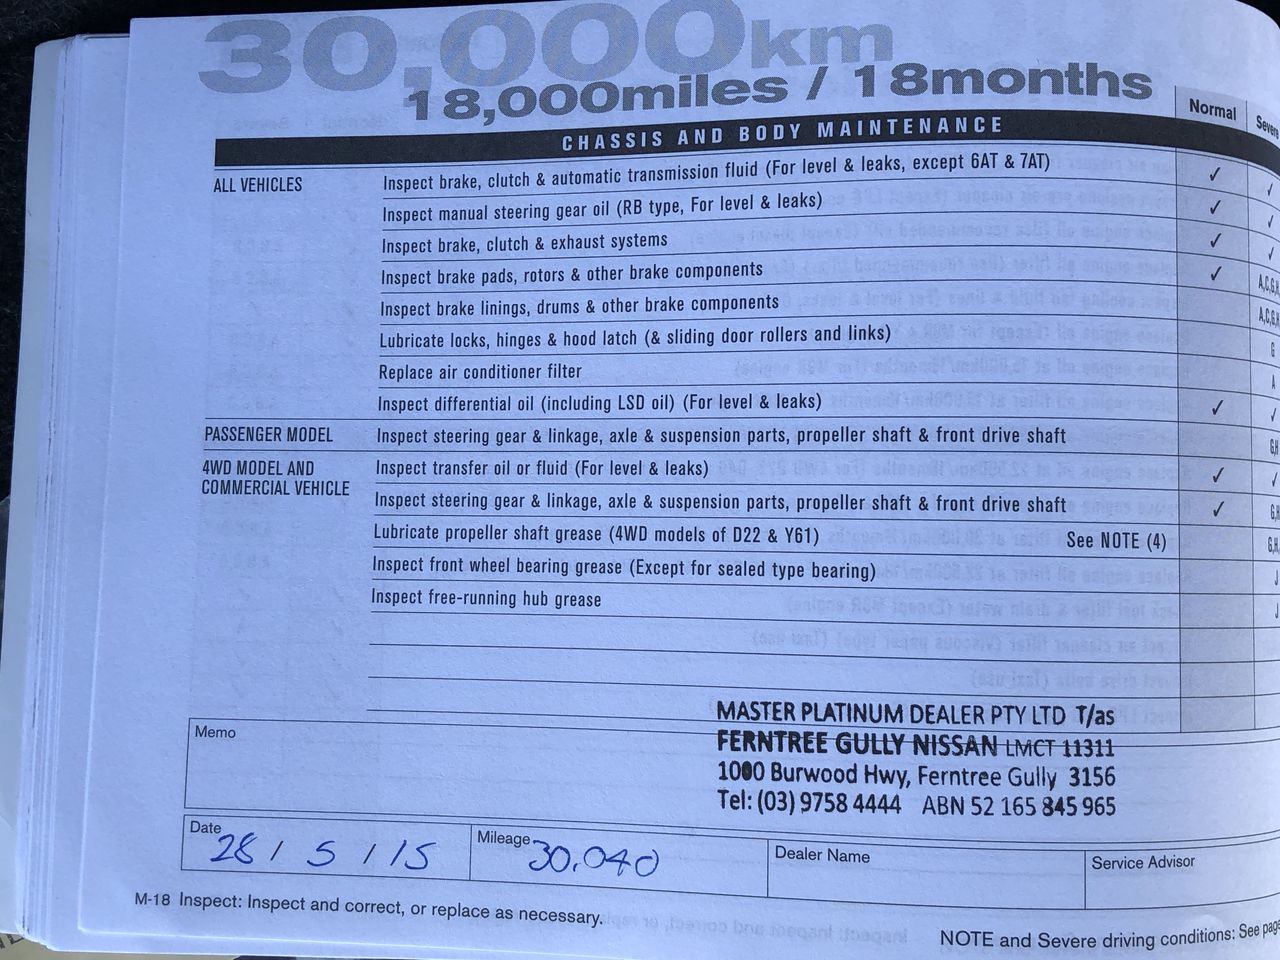 30,000km
18,000miles / 18months
Normal Severe
CHASSIS AND BODY MAINTENANCE
ALL VEHICLES Inspect brake, clutch & automatic transmission fluid (For level & leaks, except 6AT & 7AT) ✓ ✓
Inspect manual steering gear oil (RB type, For level & leaks) ✓ ✓
Inspect brake, clutch & exhaust systems ✓ ✓
Inspect brake pads, rotors & other brake components ✓ A,C,G,H
Inspect brake linings, drums & other brake components A,C,G,H
Lubricate locks, hinges & hood latch (& sliding door rollers and links) G
Replace air conditioner filter A
Inspect differential oil (including LSD oil) (For level & leaks) ✓ ✓
PASSENGER MODEL Inspect steering gear & linkage, axle & suspension parts, propeller shaft & front drive shaft G,H
4WD MODEL AND Inspect transfer oil or fluid (For level & leaks) ✓ ✓
COMMERCIAL VEHICLE Inspect steering gear & linkage, axle & suspension parts, propeller shaft & front drive shaft ✓ G,H
Lubricate propeller shaft grease (4WD models of D22 & Y61) See NOTE (4) G,H
Inspect front wheel bearing grease (Except for sealed type bearing) J
Inspect free-running hub grease J
MASTER PLATINUM DEALER PTY LTD T/as
Memo FERNTREE GULLY NISSAN LMCT 11311
1000 Burwood Hwy, Ferntree Gully 3156
Tel: (03) 9758 4444 ABN 52 165 845 965
Date 28 / 5 / 15 Mileage 30,040 Dealer Name Service Advisor
M-18 Inspect: Inspect and correct, or replace as necessary.
NOTE and Severe driving conditions: See page